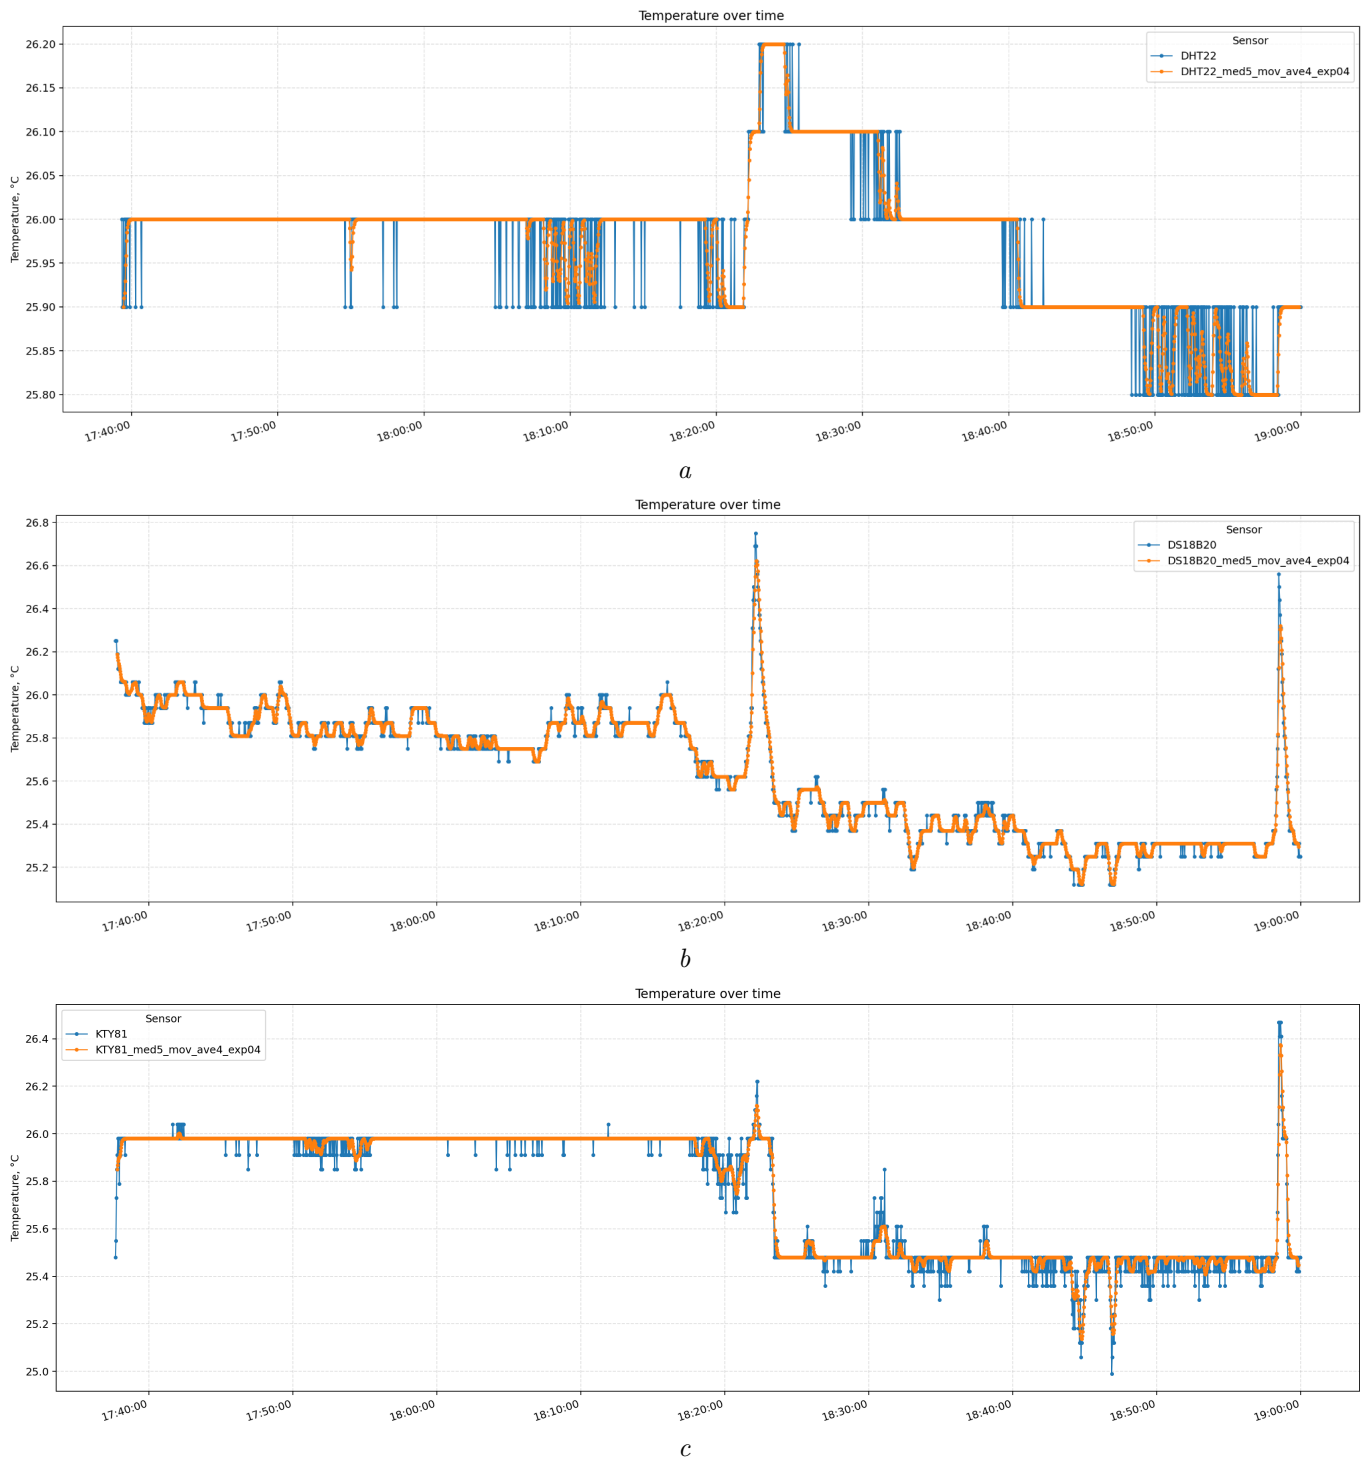 Temperature over time
Sensor
DHT22
DHT22_med5_mov_ave4_exp04
Temperature, °C
26.20
26.15
26.10
26.05
26.00
25.95
25.90
25.85
25.80
17:40:00 17:50:00 18:00:00 18:10:00 18:20:00 18:30:00 18:40:00 18:50:00 19:00:00
a
Temperature over time
Sensor
DS18B20
DS18B20_med5_mov_ave4_exp04
Temperature, °C
26.8
26.6
26.4
26.2
26.0
25.8
25.6
25.4
25.2
17:40:00 17:50:00 18:00:00 18:10:00 18:20:00 18:30:00 18:40:00 18:50:00 19:00:00
b
Temperature over time
Sensor
KTY81
KTY81_med5_mov_ave4_exp04
Temperature, °C
26.4
26.2
26.0
25.8
25.6
25.4
25.2
25.0
17:40:00 17:50:00 18:00:00 18:10:00 18:20:00 18:30:00 18:40:00 18:50:00 19:00:00
c